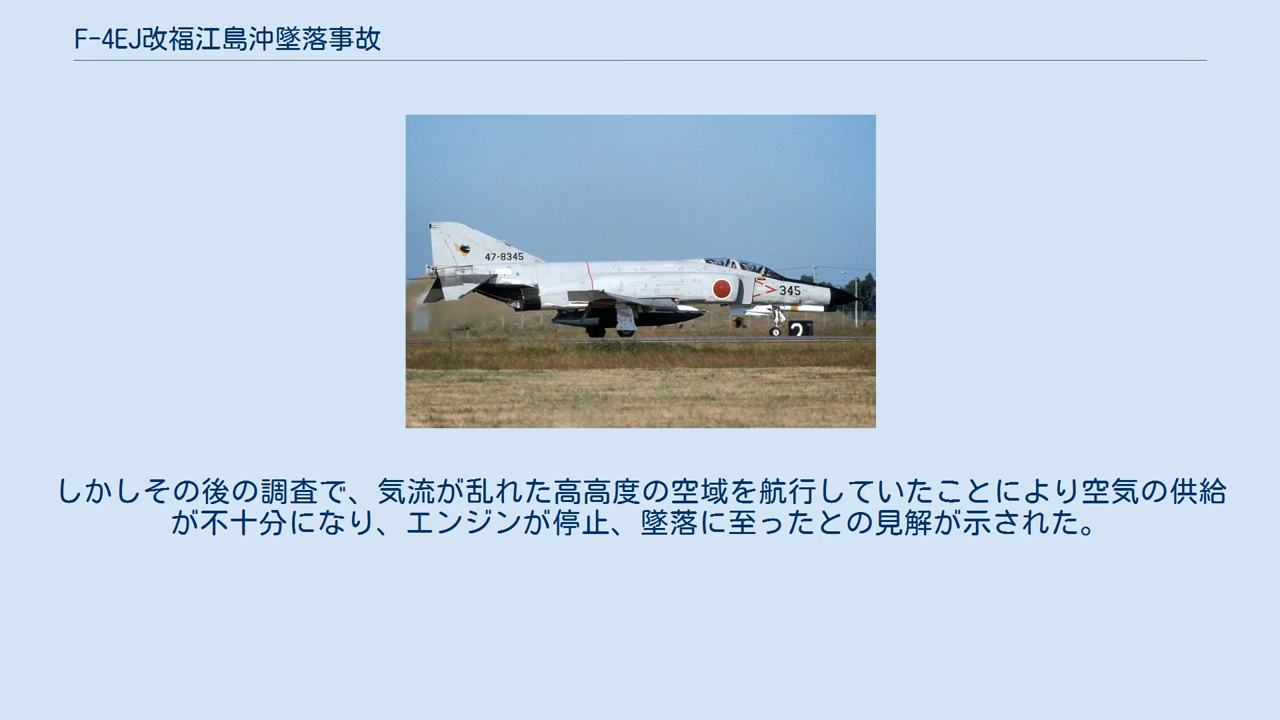 F-4EJ改福江島沖墜落事故
47-8345
345
2
しかしその後の調査で、気流が乱れた高高度の空域を航行していたことにより空気の供給
が不十分になり、エンジンが停止、墜落に至ったとの見解が示された。